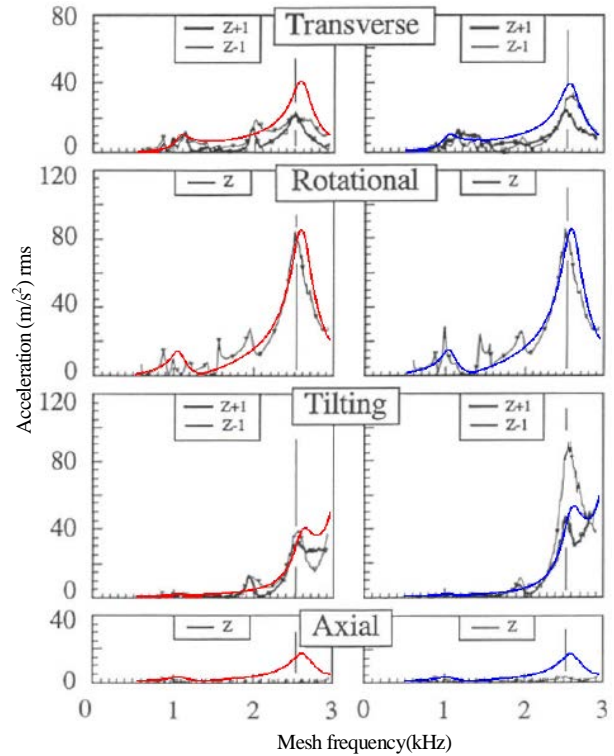 80
Z+1
Z-1
Transverse
Z+1
Z-1
40
0
120
Z
Rotational
Z
80
40
0
120
Z+1
Z-1
Tilting
Z+1
Z-1
80
40
0
40
Z
Axial
Z
0
0 1 2 3 0 1 2 3
Mesh frequency(kHz)
Acceleration (m/s²) rms